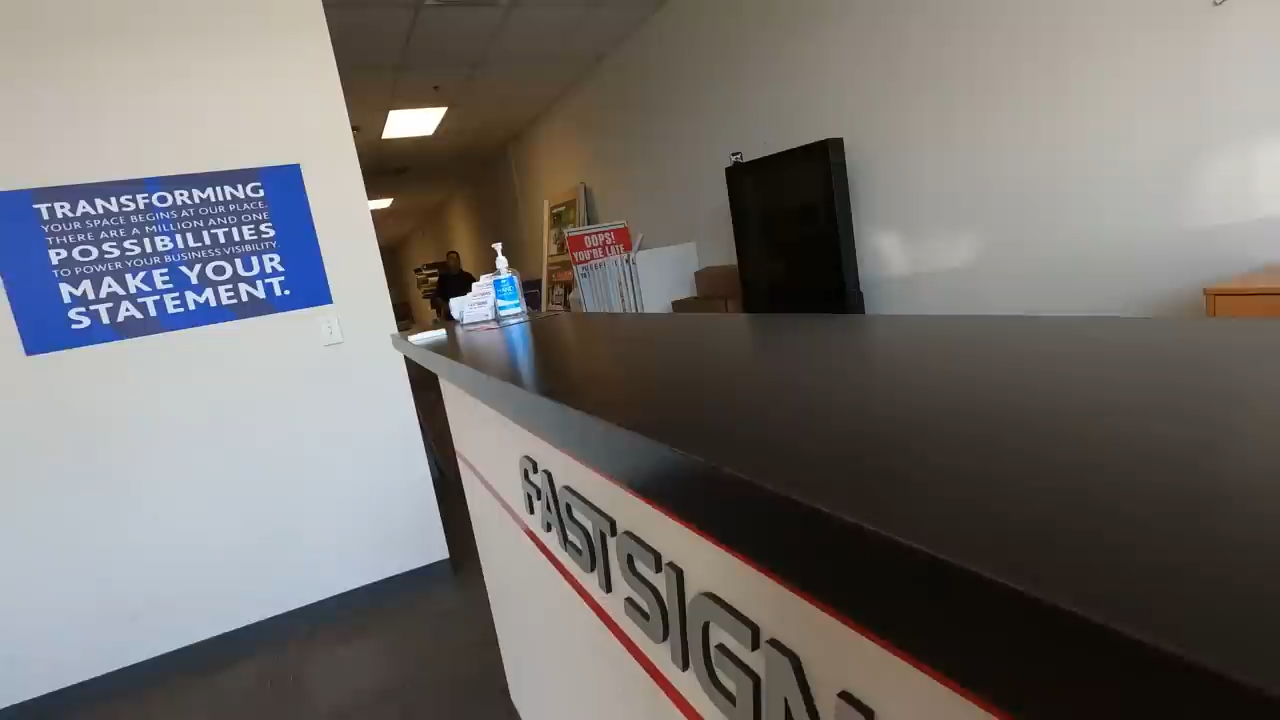 TRANSFORMING
YOUR SPACE BEGINS AT OUR PLACE.
THERE ARE A MILLION AND ONE
POSSIBILITIES
TO POWER YOUR BUSINESS VISIBILITY.
MAKE YOUR
STATEMENT.
OOPS!
YOU'RE LATE
FASTSIGN